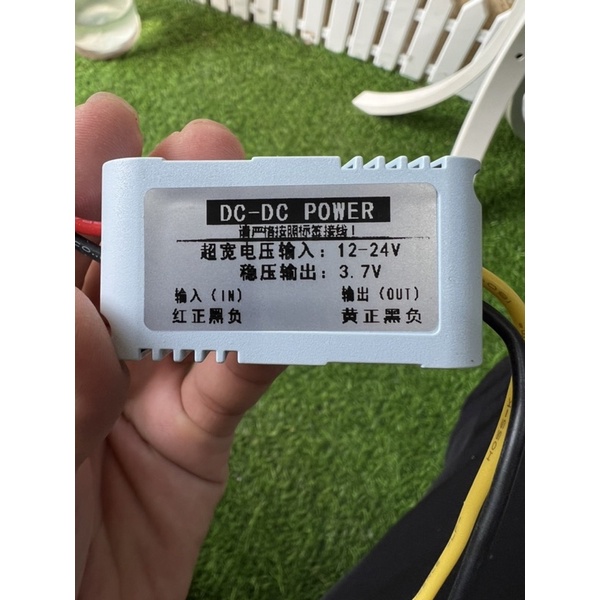 DC-DC POWER
请严格按照标签接线！
超宽电压输入：12-24V
稳压输出：3.7V
输入（IN） 输出（OUT）
红正黑负 黄正黑负